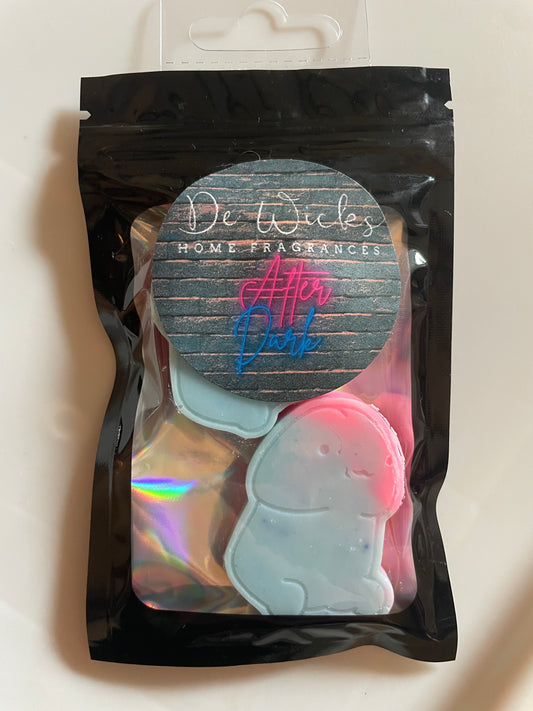 De Wicks
HOME FRAGRANCES
After
Dark